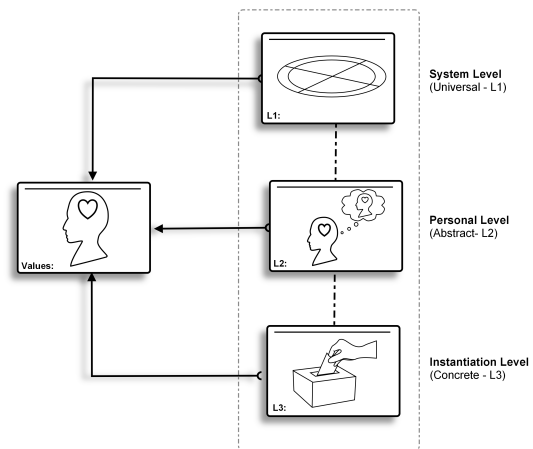 System Level
(Universal - L1)
L1:
Personal Level
(Abstract- L2)
Values:
L2:
Instantiation Level
(Concrete - L3)
L3: